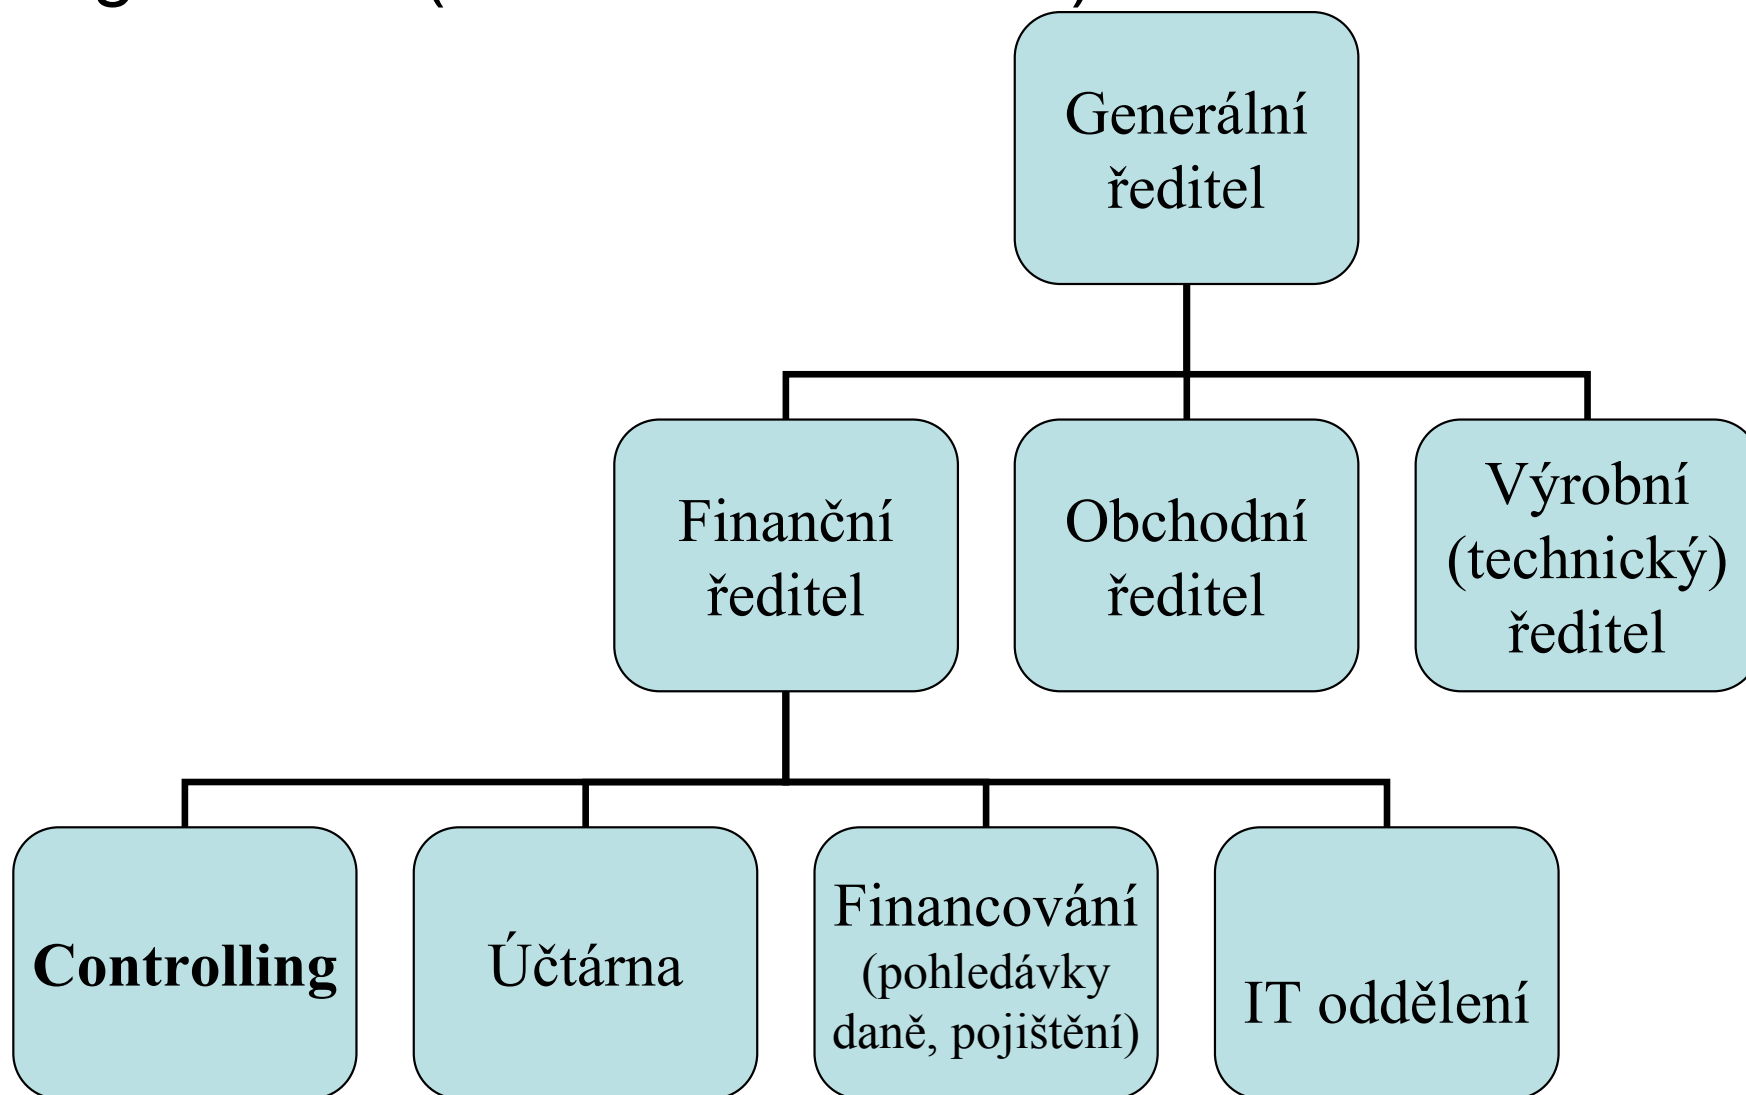 Generální
ředitel
Finanční
ředitel
Obchodní
ředitel
Výrobní
(technický)
ředitel
Controlling
Účtárna
Financování
(pohledávky
daně, pojištění)
IT oddělení